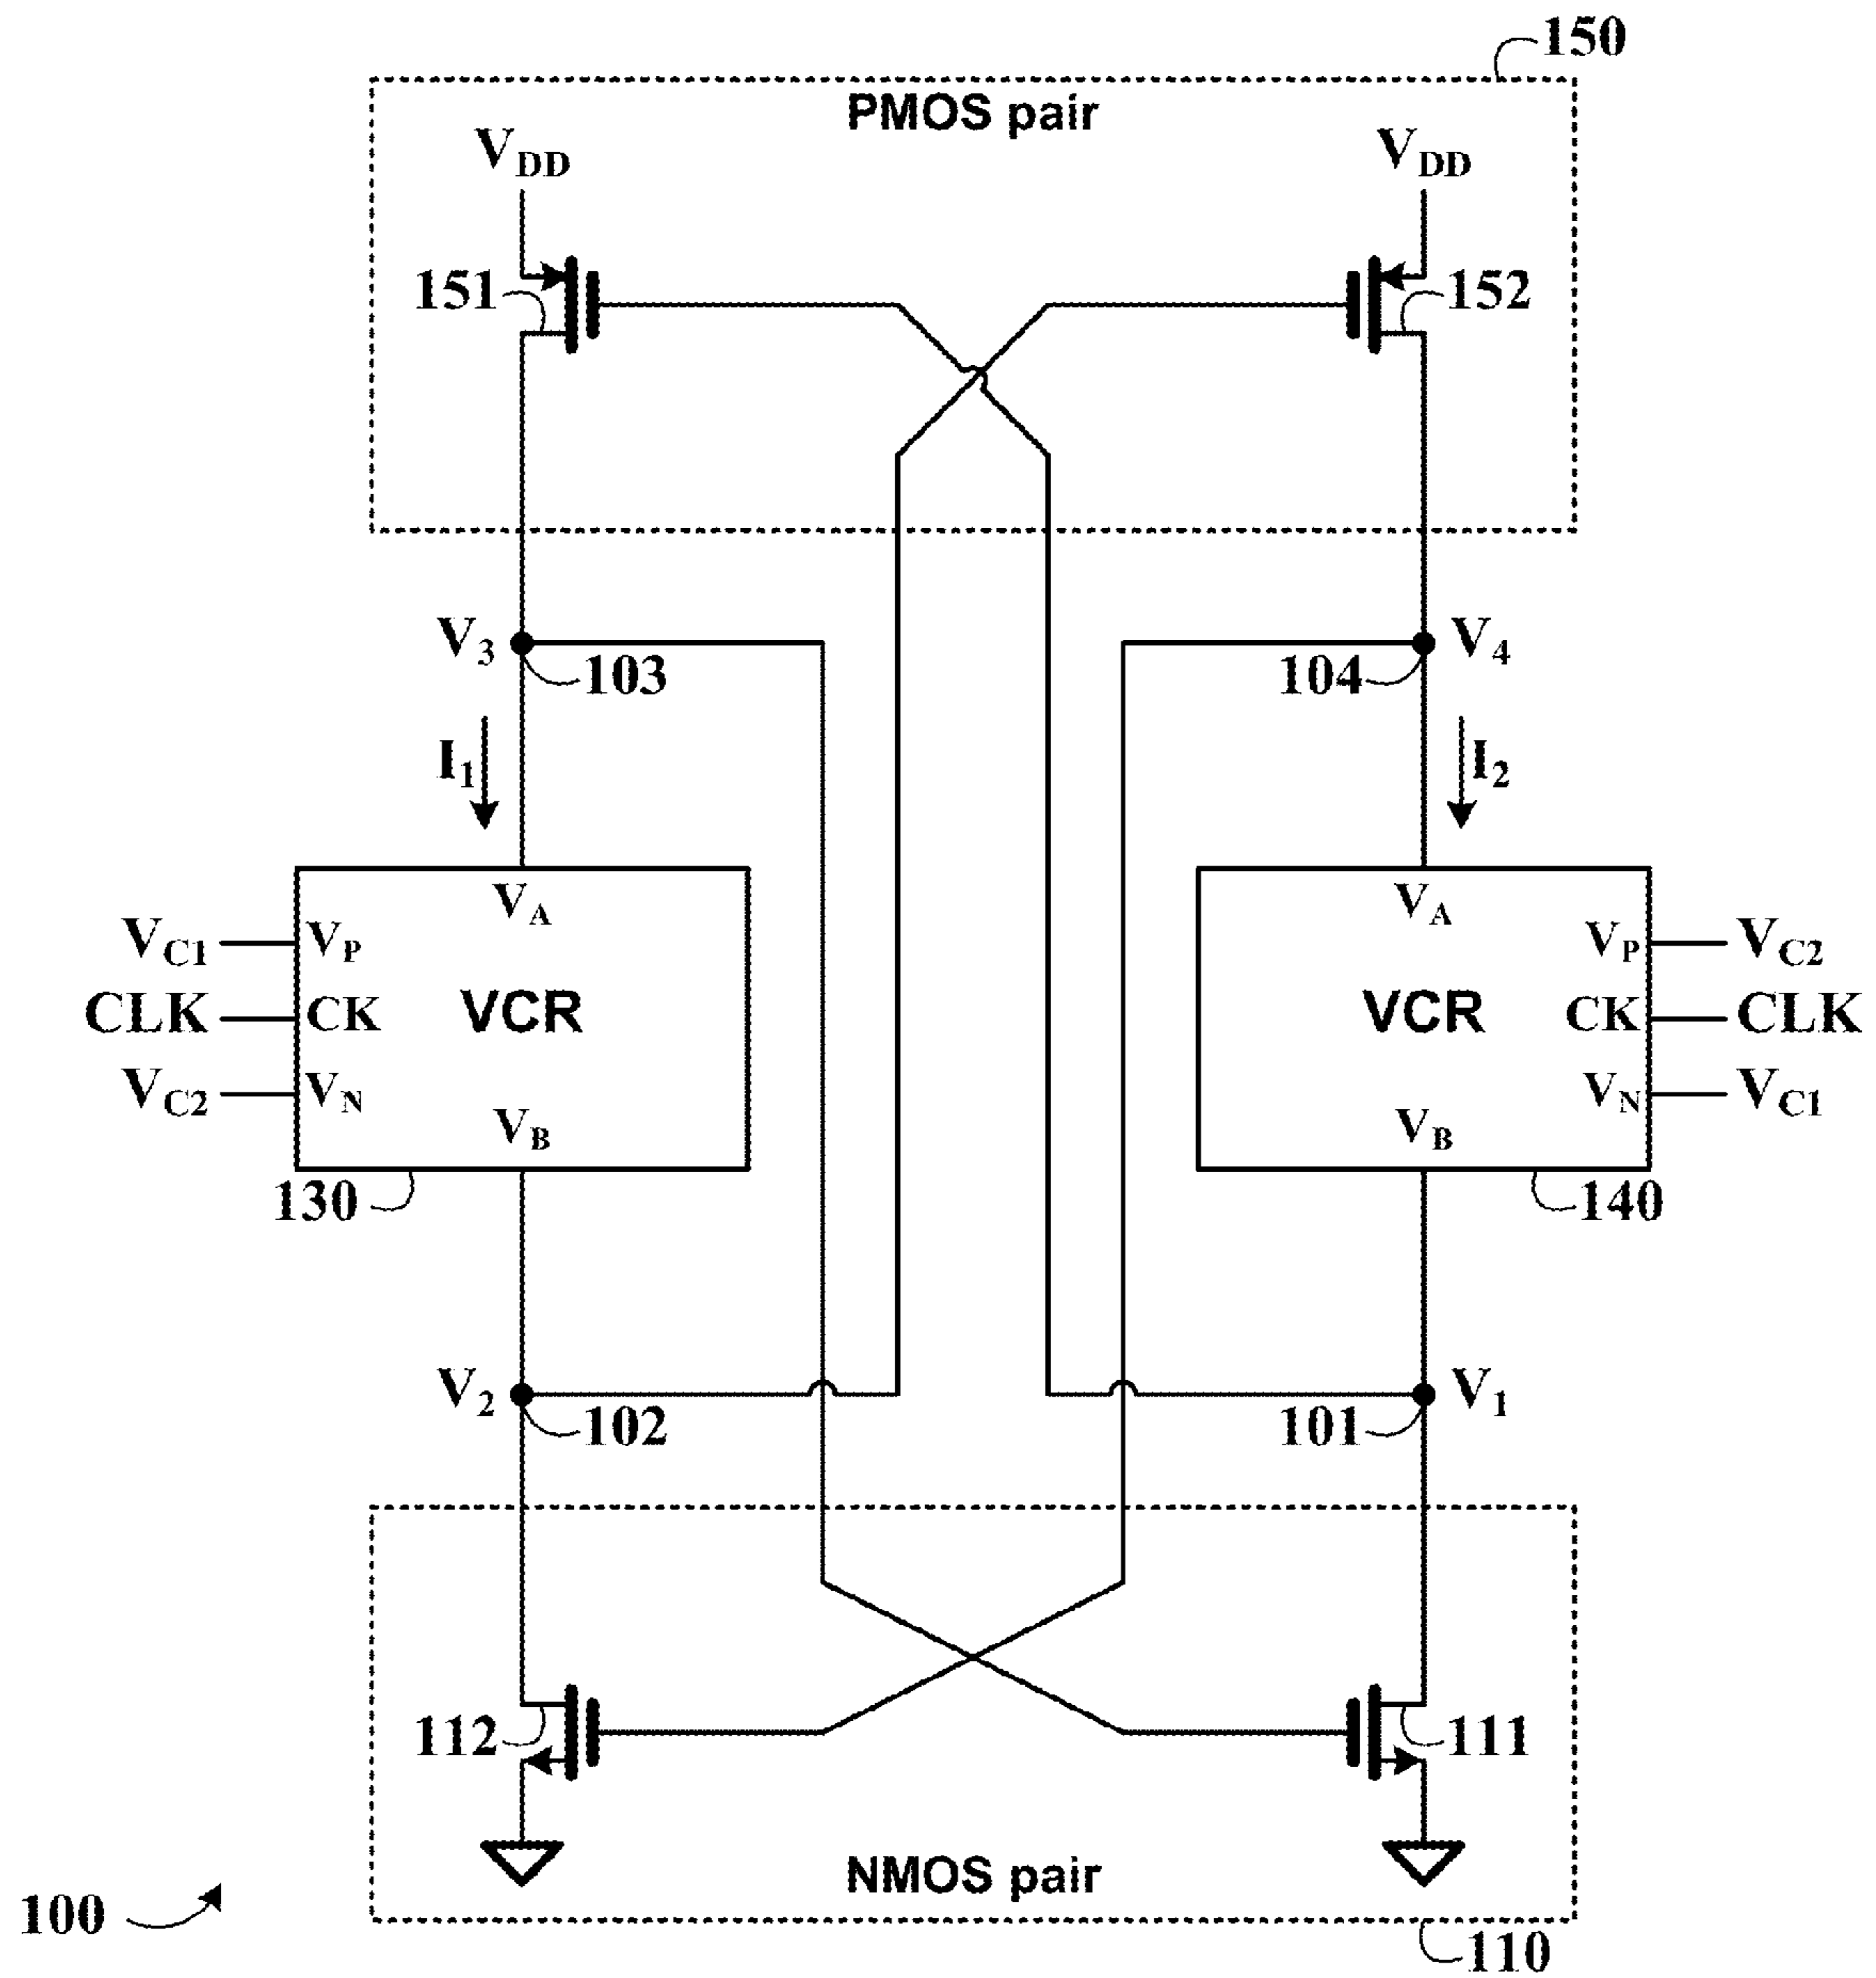 150
PMOS pair
VDD
VDD
151
152
V3
103
104
V4
I1
I2
VA
VA
VC1
VP
VP
VC2
CLK
CK
VCR
VCR
CK
CLK
VC2
VN
VN
VC1
VB
VB
130
140
V2
102
101
V1
112
111
NMOS pair
100
110